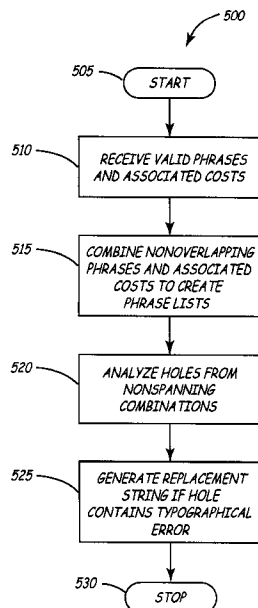 500
505
START
510
RECEIVE VALID PHRASES
AND ASSOCIATED COSTS
515
COMBINE NONOVERLAPPING
PHRASES AND ASSOCIATED
COSTS TO CREATE
PHRASE LISTS
520
ANALYZE HOLES FROM
NONSPANNING
COMBINATIONS
525
GENERATE REPLACEMENT
STRING IF HOLE
CONTAINS TYPOGRAPHICAL
ERROR
530
STOP